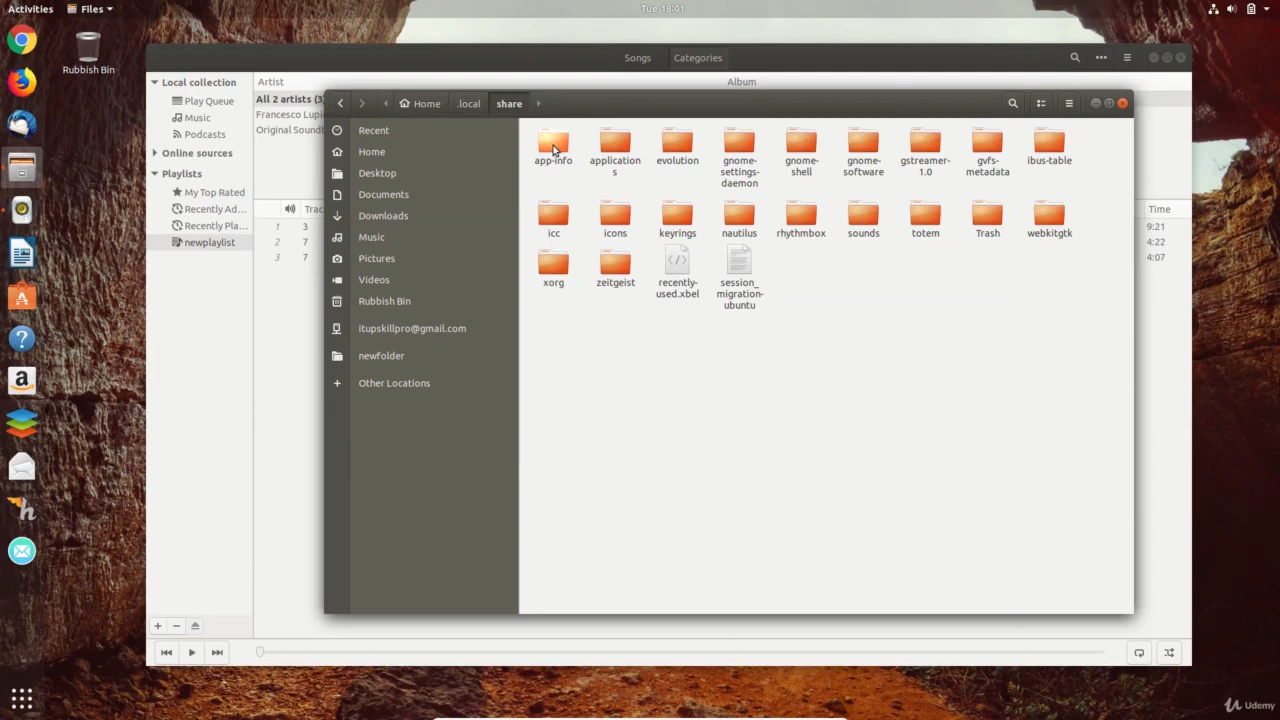 Activities
Files
Tue 18:01
Rubbish Bin
Songs
Categories
Local collection
Play Queue
Music
Podcasts
Online sources
Playlists
My Top Rated
Recently Ad...
Recently Pla...
newplaylist
Artist
Album
All 2 artists (3
Francesco Lupi
Original Sound
Trac
Time
1 3 9:21
2 7 4:22
3 7 4:07
Home
.local
share
Recent
Home
Desktop
Documents
Downloads
Music
Pictures
Videos
Rubbish Bin
itupskillpro@gmail.com
newfolder
Other Locations
app-info
application
s
evolution
gnome-
settings-
daemon
gnome-
shell
gnome-
software
gstreamer-
1.0
gvfs-
metadata
ibus-table
icc
icons
keyrings
nautilus
rhythmbox
sounds
totem
Trash
webkitgtk
xorg
zeitgeist
recently-
used.xbel
session_
migration-
ubuntu
Udemy